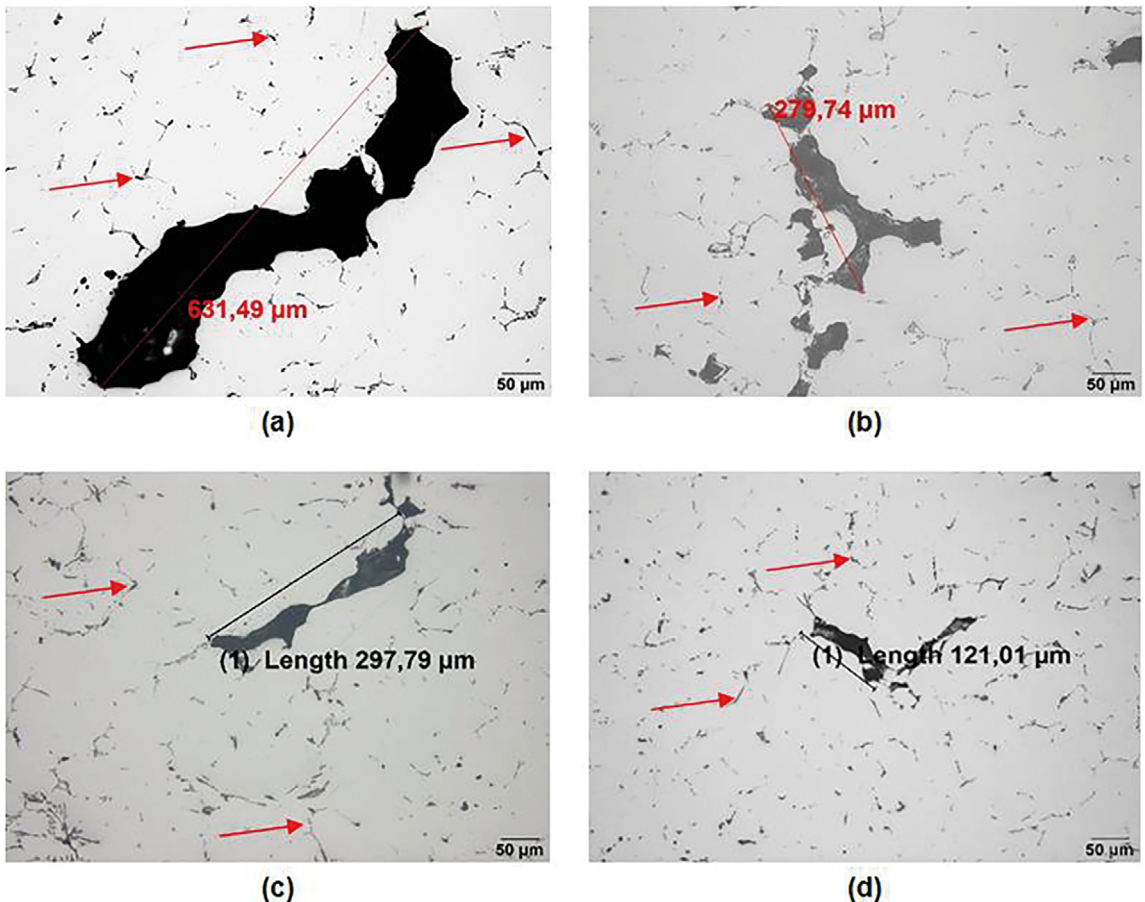 631,49 µm
50 µm
(a)
279,74 µm
50 µm
(b)
(1) Length 297,79 µm
50 µm
(c)
(1) Length 121,01 µm
50 µm
(d)